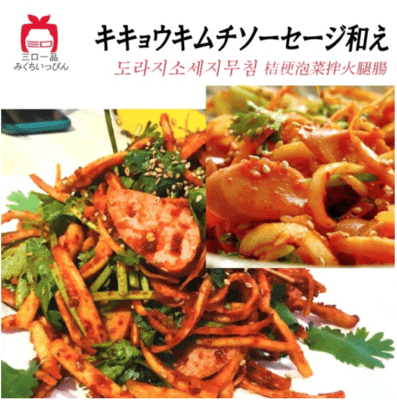 キキョウキムチソーセージ和え
三口一品
みくちいっぴん
도라지소세지무침 桔梗泡菜拌火腿腸